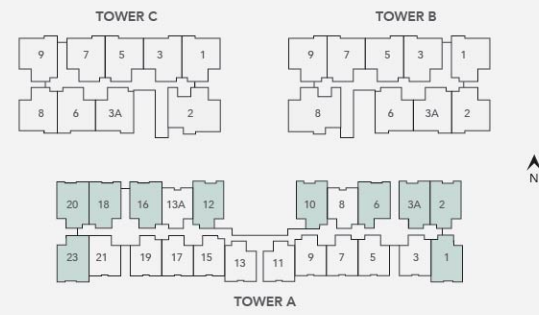 TOWER C TOWER B
9 7 5 3 1 9 7 5 3 1
8 6 3A 2 8 6 3A 2
N
20 18 16 13A 12 10 8 6 3A 2
23 21 19 17 15 13 11 9 7 5 3 1
TOWER A